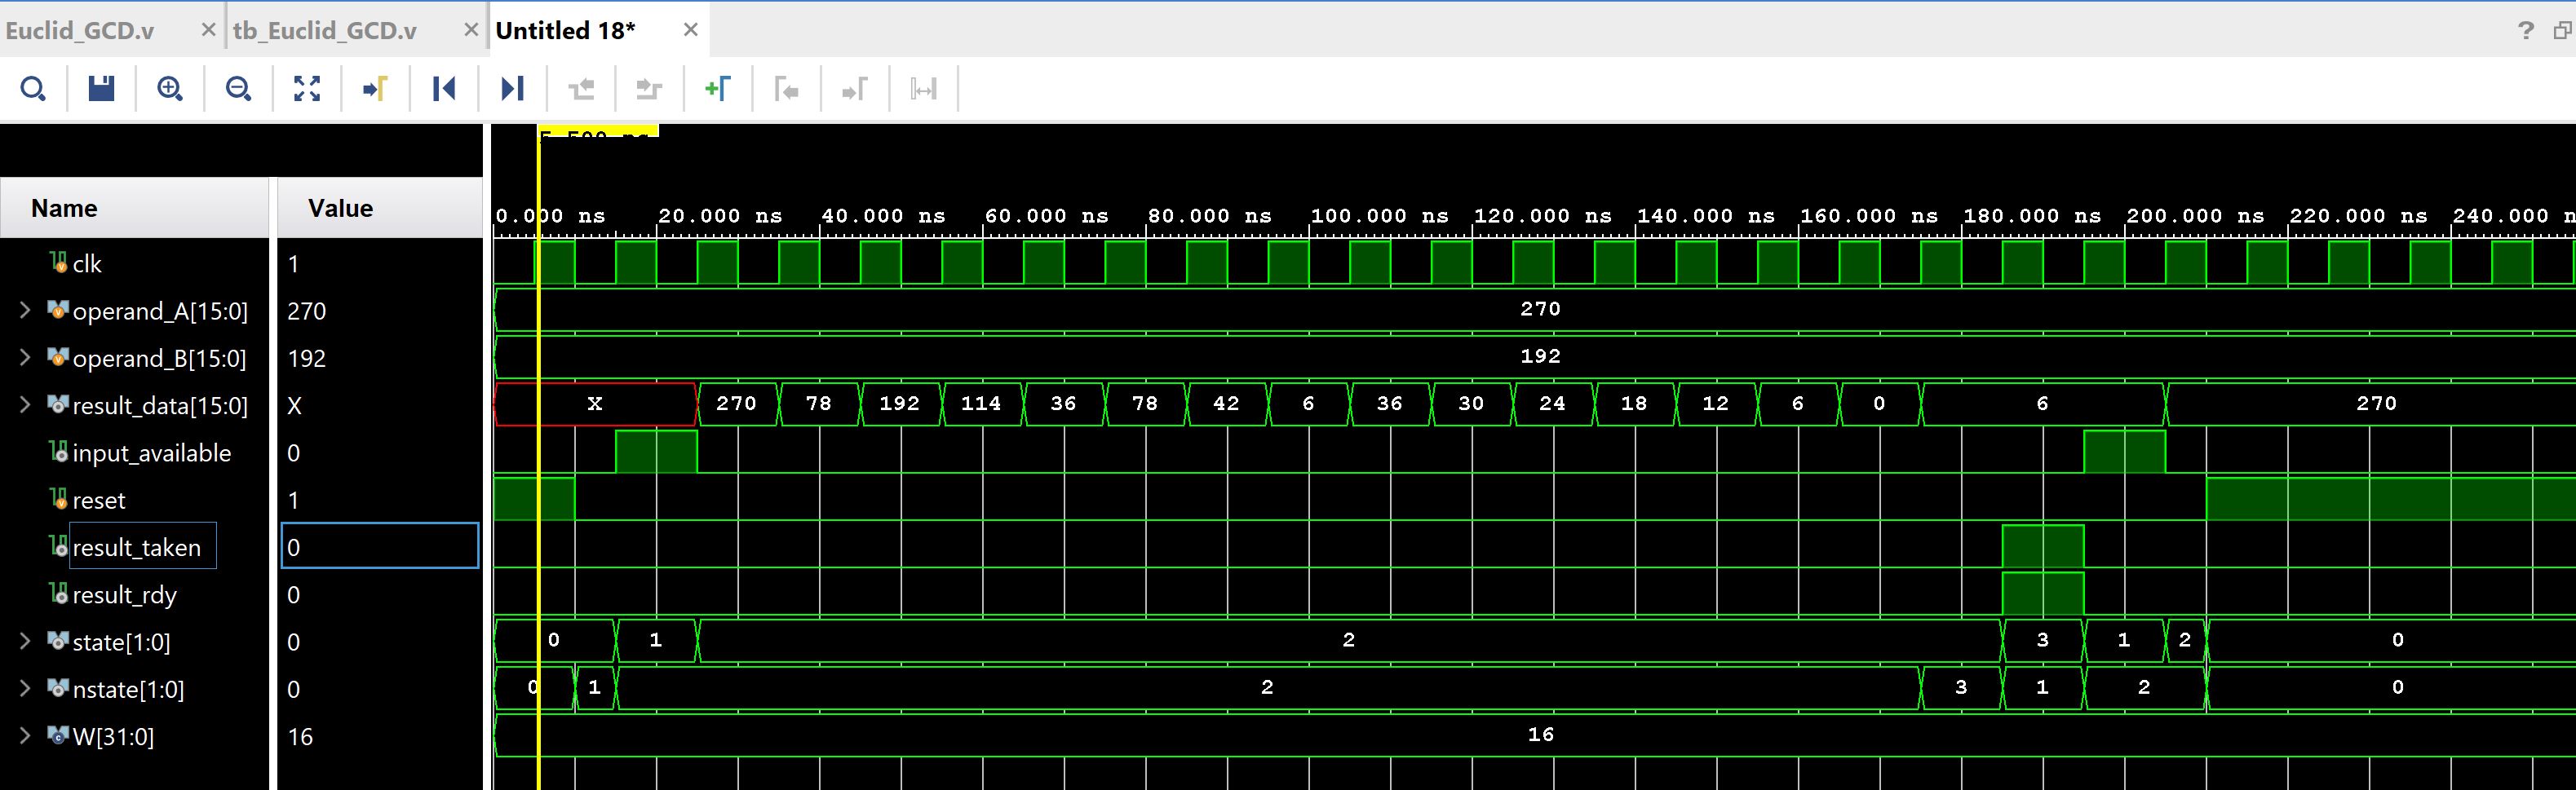 Euclid_GCD.v × tb_Euclid_GCD.v × Untitled 18* ×
?
Name Value 0.000 ns 20.000 ns 40.000 ns 60.000 ns 80.000 ns 100.000 ns 120.000 ns 140.000 ns 160.000 ns 180.000 ns 200.000 ns 220.000 ns 240.000 n
clk 1
operand_A[15:0] 270 270
operand_B[15:0] 192 192
result_data[15:0] X X 270 78 192 114 36 78 42 6 36 30 24 18 12 6 0 6 270
input_available 0
reset 1
result_taken 0
result_rdy 0
state[1:0] 0 0 1 2 3 1 2 0
nstate[1:0] 0 0 1 2 3 1 2 0
W[31:0] 16 16